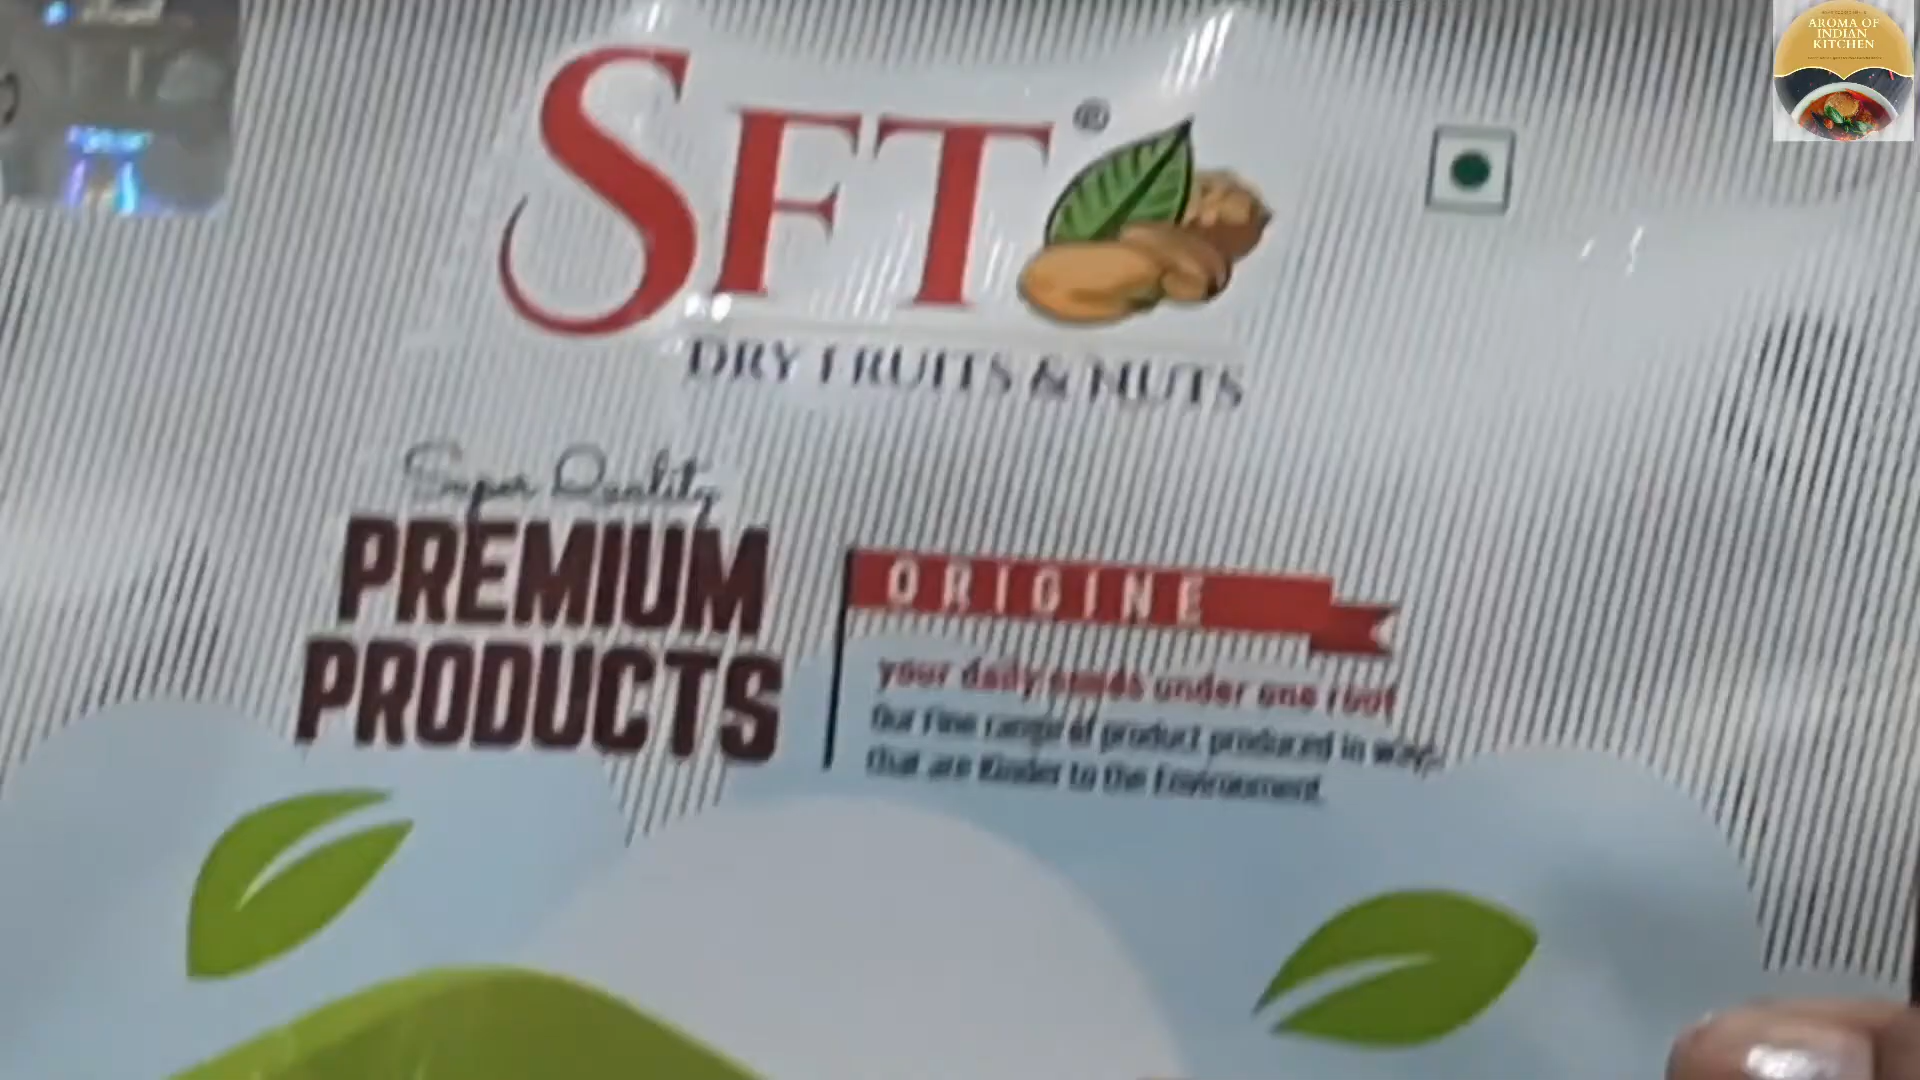 AROMA OF
INDIAN
KITCHEN
SFT®
DRY FRUITS & NUTS
Super Quality
PREMIUM
PRODUCTS
ORIGINE
your daily needs under one roof
Our Fine range of product produced in ways
that are Kinder to the Environment